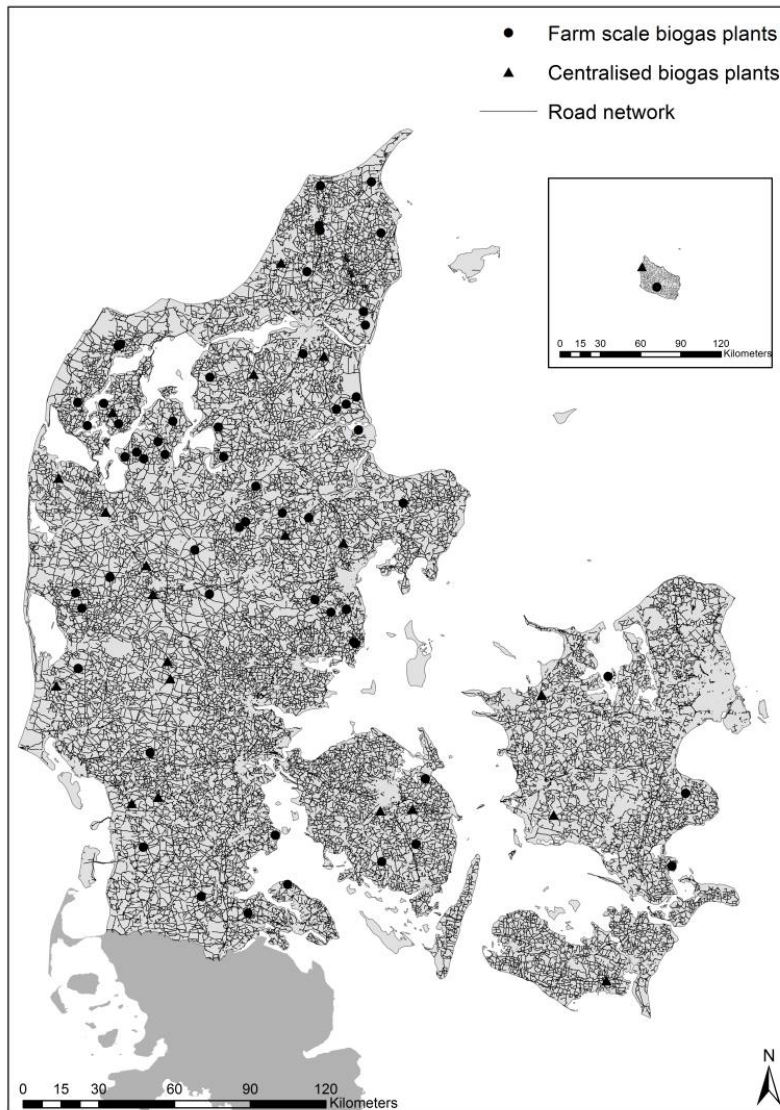 Farm scale biogas plants
Centralised biogas plants
Road network
0 15 30 60 90 120
Kilometers
N
0 15 30 60 90 120
Kilometers